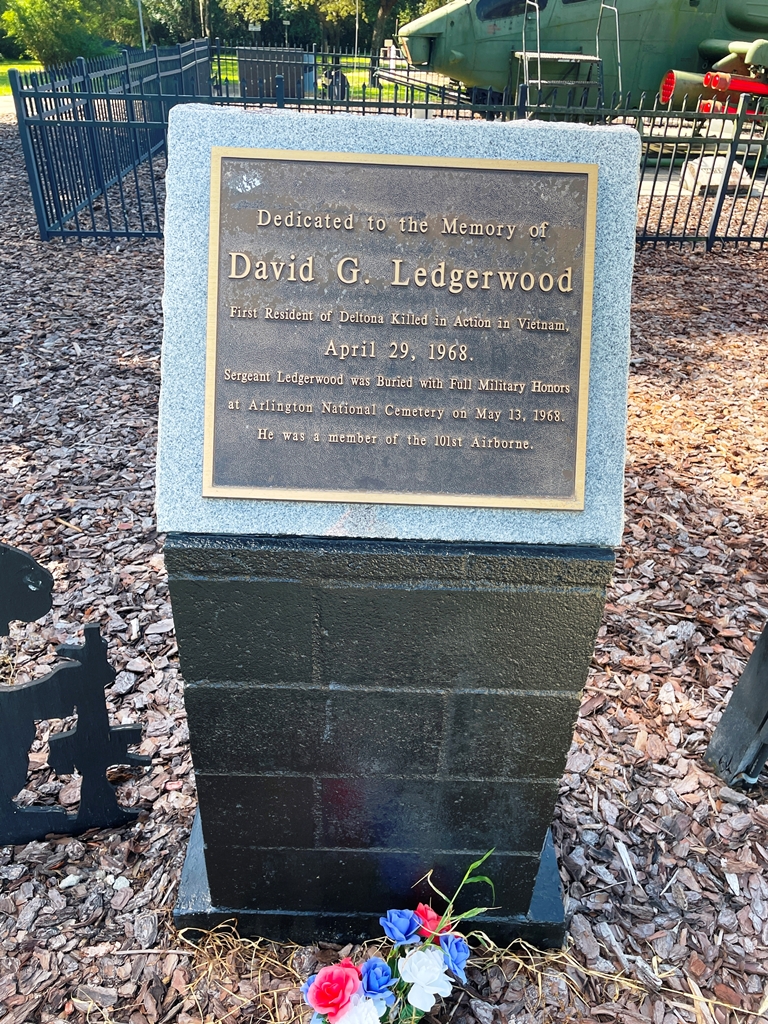 Dedicated to the Memory of
David G. Ledgerwood
First Resident of Deltona Killed in Action in Vietnam,
April 29, 1968.
Sergeant Ledgerwood was Buried with Full Military Honors
at Arlington National Cemetery on May 13, 1968.
He was a member of the 101st Airborne.